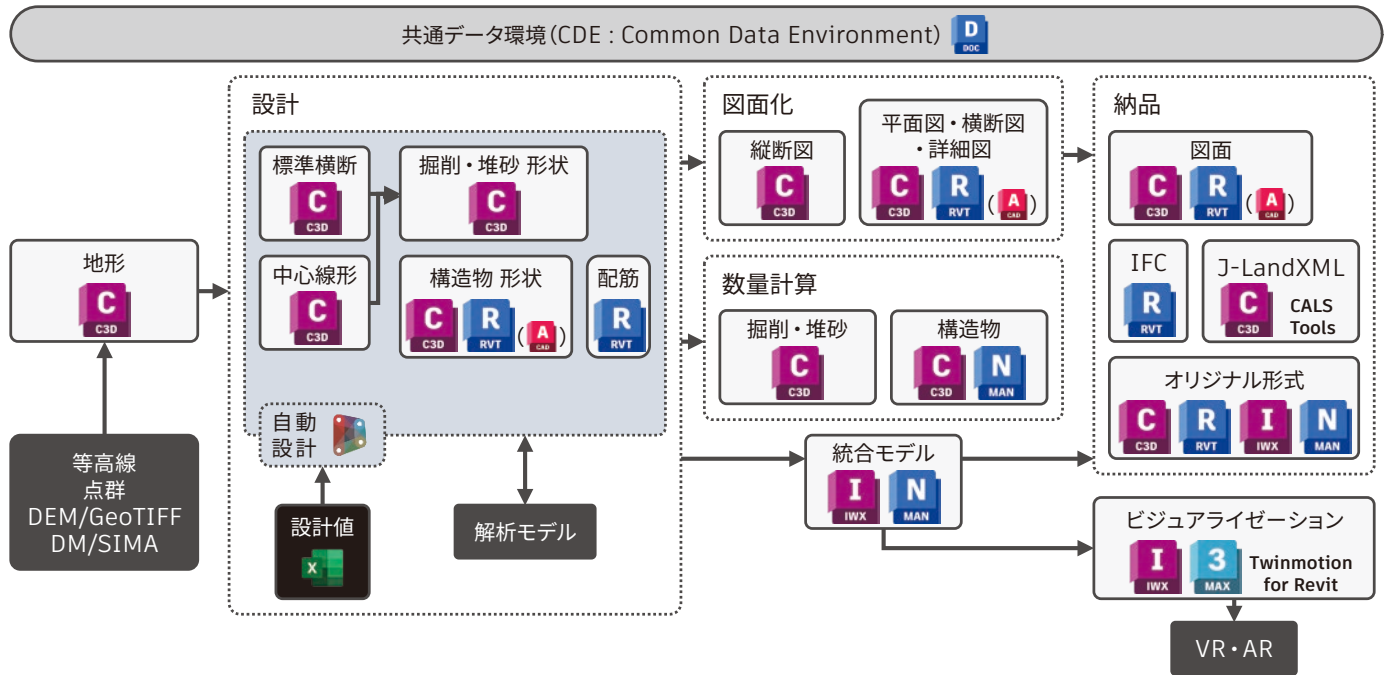 共通データ環境(CDE : Common Data Environment)
D
DOC
地形
C
C3D
等高線
点群
DEM/GeoTIFF
DM/SIMA
設計
標準横断
C
C3D
掘削・堆砂 形状
C
C3D
中心線形
C
C3D
構造物 形状
C
C3D
R
RVT
(A)
CAD
配筋
R
RVT
自動
設計
設計値
X
解析モデル
図面化
縦断図
C
C3D
平面図・横断図
・詳細図
C
C3D
R
RVT
(A)
CAD
数量計算
掘削・堆砂
C
C3D
構造物
C
C3D
N
MAN
統合モデル
I
IWX
N
MAN
納品
図面
C
C3D
R
RVT
(A)
CAD
IFC
R
RVT
J-LandXML
C
C3D
CALS
Tools
オリジナル形式
C
C3D
R
RVT
I
IWX
N
MAN
ビジュアライゼーション
I
IWX
3
MAX
Twinmotion
for Revit
VR・AR